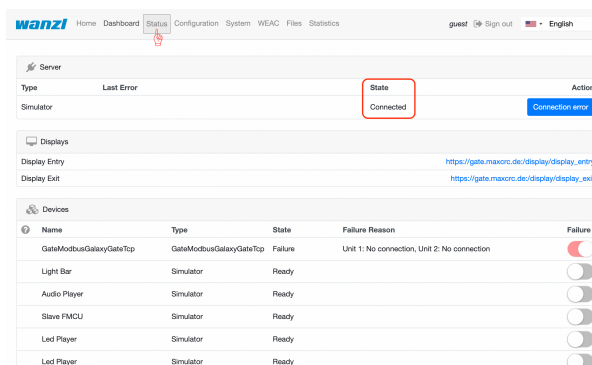 wanzl Home Dashboard Status Configuration System WEAC Files Statistics guest Sign out English
Server
Type Last Error State Action
Simulator Connected Connection error
Displays
Display Entry https://gate.maxcrc.de:/display/display_entry
Display Exit https://gate.maxcrc.de:/display/display_exi
Devices
Name Type State Failure Reason Failure
GateModbusGalaxyGateTcp GateModbusGalaxyGateTcp Failure Unit 1: No connection, Unit 2: No connection
Light Bar Simulator Ready
Audio Player Simulator Ready
Slave FMCU Simulator Ready
Led Player Simulator Ready
Led Player Simulator Ready